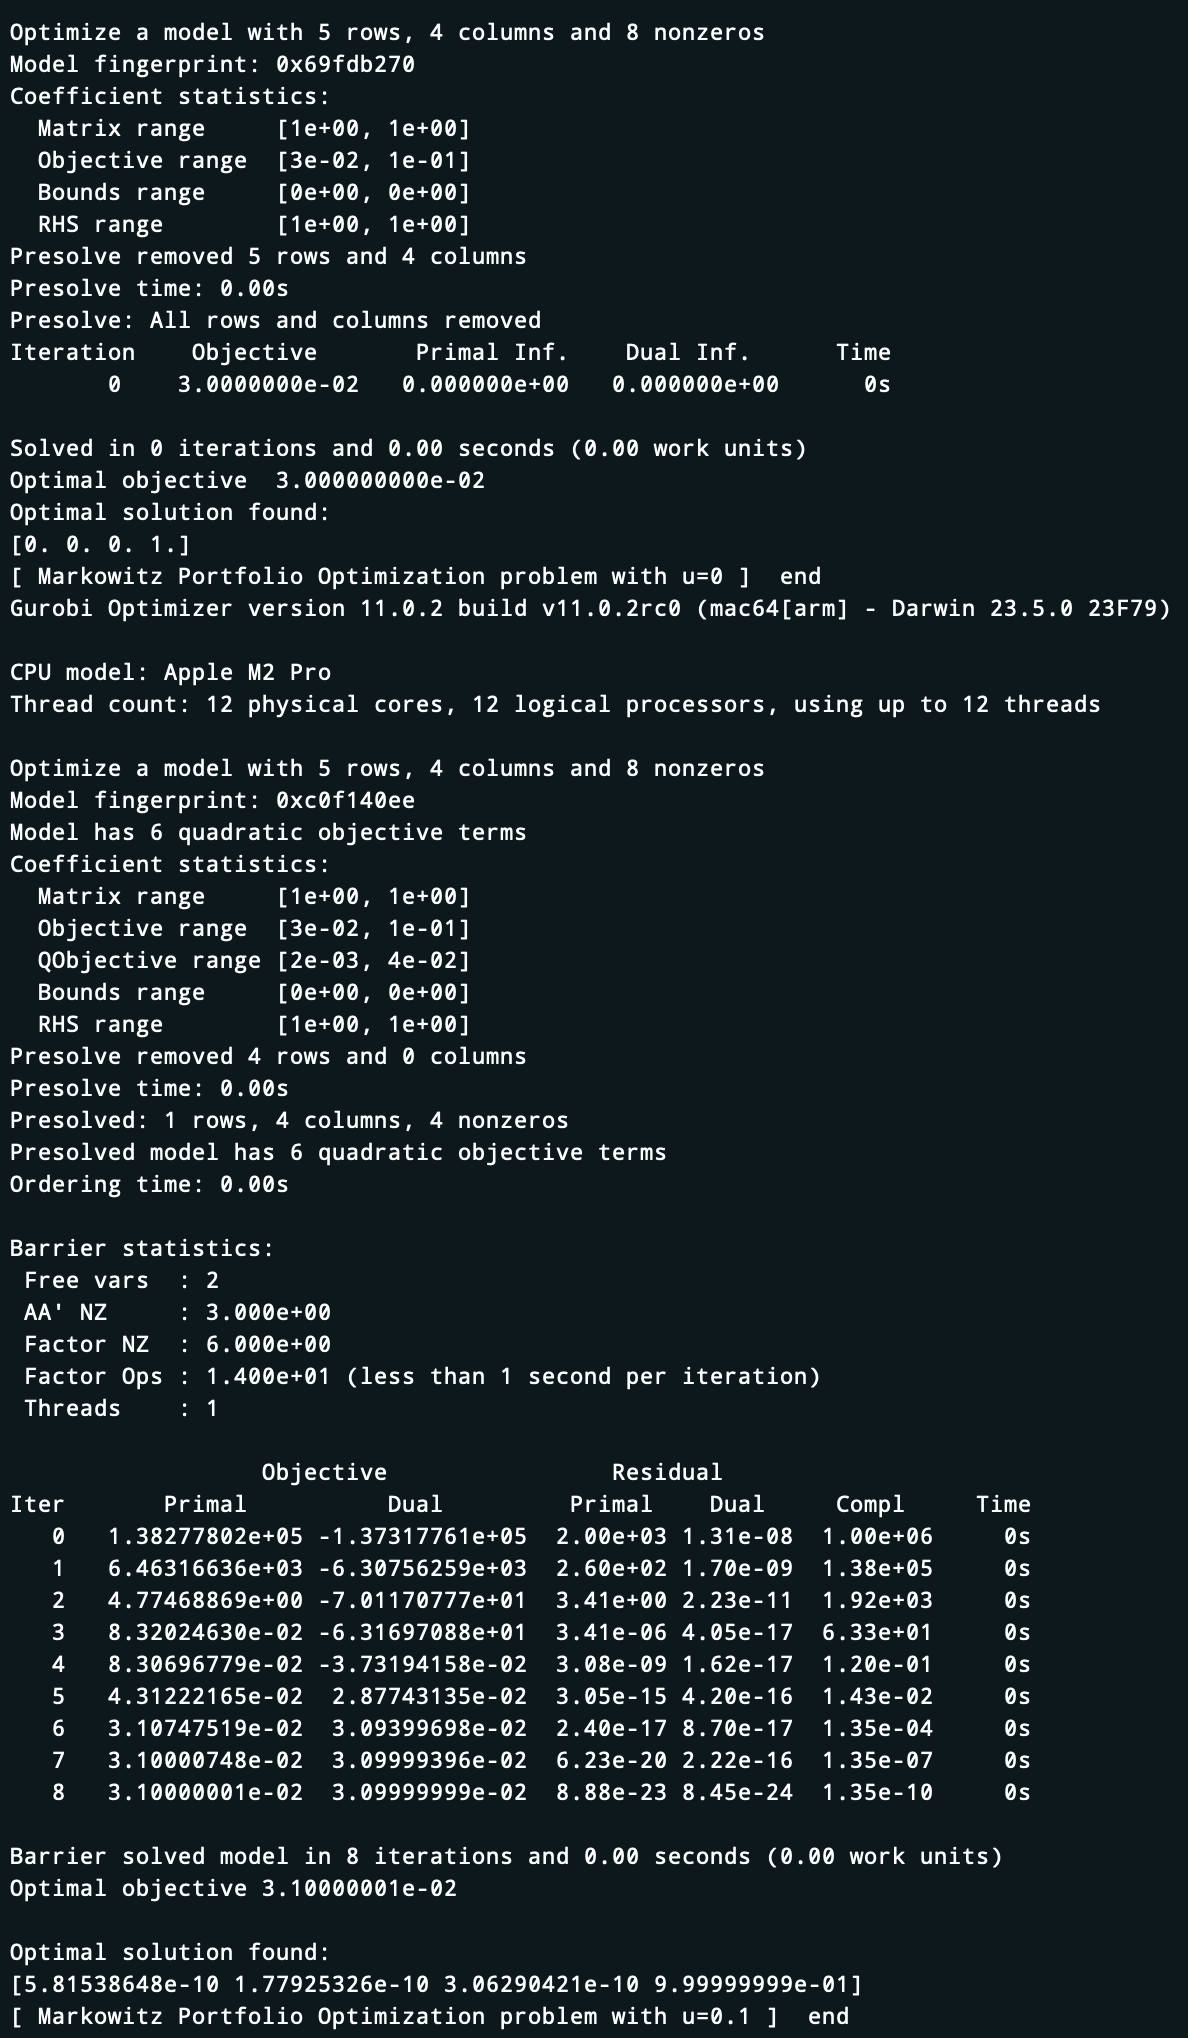 Optimize a model with 5 rows, 4 columns and 8 nonzeros
Model fingerprint: 0x69fdb270
Coefficient statistics:
  Matrix range     [1e+00, 1e+00]
  Objective range  [3e-02, 1e-01]
  Bounds range     [0e+00, 0e+00]
  RHS range        [1e+00, 1e+00]
Presolve removed 5 rows and 4 columns
Presolve time: 0.00s
Presolve: All rows and columns removed
Iteration    Objective       Primal Inf.    Dual Inf.      Time
       0    3.0000000e-02   0.000000e+00   0.000000e+00      0s

Solved in 0 iterations and 0.00 seconds (0.00 work units)
Optimal objective  3.000000000e-02
Optimal solution found:
[0. 0. 0. 1.]
[ Markowitz Portfolio Optimization problem with u=0 ]  end
Gurobi Optimizer version 11.0.2 build v11.0.2rc0 (mac64[arm] - Darwin 23.5.0 23F79)

CPU model: Apple M2 Pro
Thread count: 12 physical cores, 12 logical processors, using up to 12 threads

Optimize a model with 5 rows, 4 columns and 8 nonzeros
Model fingerprint: 0xc0f140ee
Model has 6 quadratic objective terms
Coefficient statistics:
  Matrix range     [1e+00, 1e+00]
  Objective range  [3e-02, 1e-01]
  QObjective range [2e-03, 4e-02]
  Bounds range     [0e+00, 0e+00]
  RHS range        [1e+00, 1e+00]
Presolve removed 4 rows and 0 columns
Presolve time: 0.00s
Presolved: 1 rows, 4 columns, 4 nonzeros
Presolved model has 6 quadratic objective terms
Ordering time: 0.00s

Barrier statistics:
 Free vars  : 2
 AA' NZ     : 3.000e+00
 Factor NZ  : 6.000e+00
 Factor Ops : 1.400e+01 (less than 1 second per iteration)
 Threads    : 1

                  Objective                Residual
Iter       Primal          Dual         Primal    Dual     Compl     Time
   0   1.38277802e+05 -1.37317761e+05  2.00e+03 1.31e-08  1.00e+06     0s
   1   6.46316636e+03 -6.30756259e+03  2.60e+02 1.70e-09  1.38e+05     0s
   2   4.77468869e+00 -7.01170777e+01  3.41e+00 2.23e-11  1.92e+03     0s
   3   8.32024630e-02 -6.31697088e+01  3.41e-06 4.05e-17  6.33e+01     0s
   4   8.30696779e-02 -3.73194158e-02  3.08e-09 1.62e-17  1.20e-01     0s
   5   4.31222165e-02  2.87743135e-02  3.05e-15 4.20e-16  1.43e-02     0s
   6   3.10747519e-02  3.09399698e-02  2.40e-17 8.70e-17  1.35e-04     0s
   7   3.10000748e-02  3.09999396e-02  6.23e-20 2.22e-16  1.35e-07     0s
   8   3.10000001e-02  3.09999999e-02  8.88e-23 8.45e-24  1.35e-10     0s

Barrier solved model in 8 iterations and 0.00 seconds (0.00 work units)
Optimal objective 3.10000001e-02

Optimal solution found:
[5.81538648e-10 1.77925326e-10 3.06290421e-10 9.99999999e-01]
[ Markowitz Portfolio Optimization problem with u=0.1 ]  end